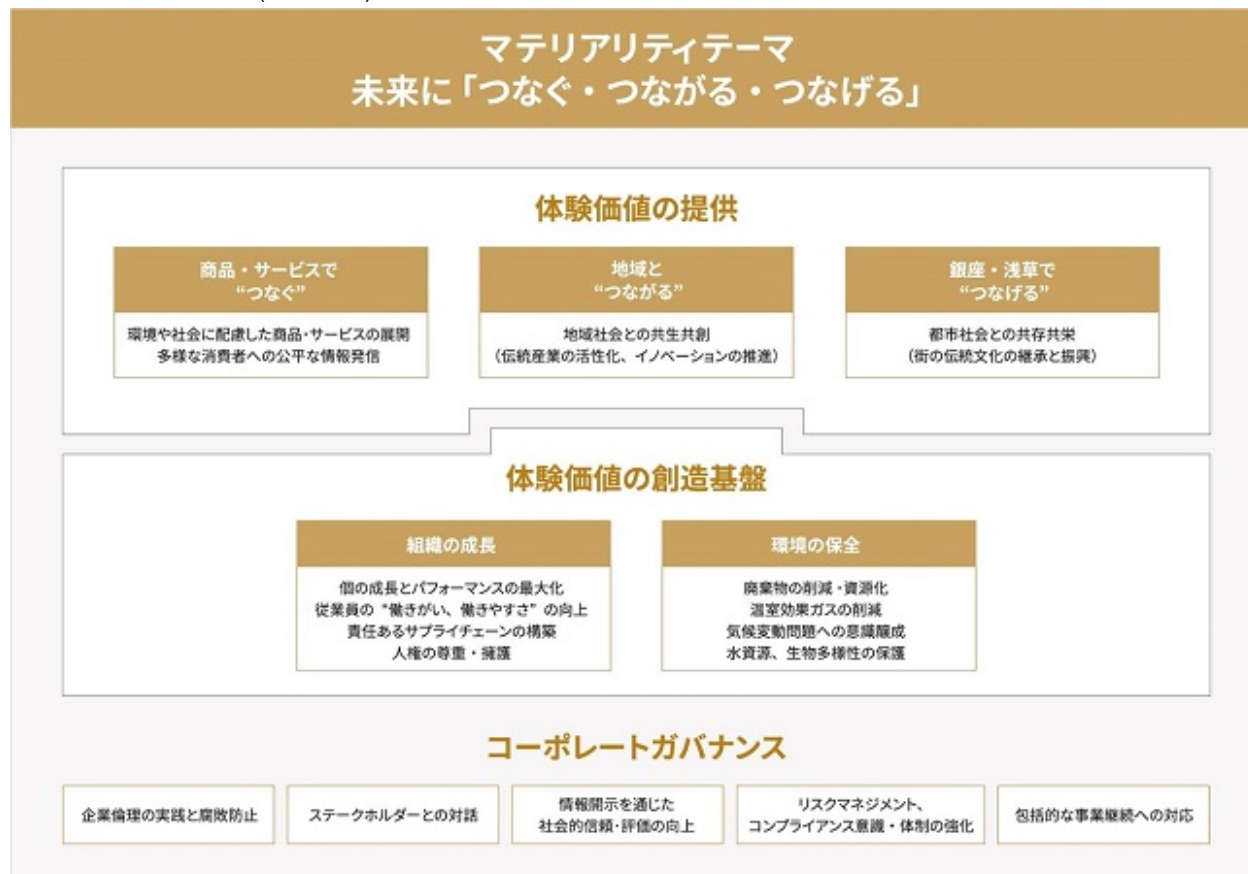 マテリアリティテーマ
未来に「つなぐ・つながる・つなげる」
体験価値の提供
商品・サービスで
“つなぐ”
環境や社会に配慮した商品・サービスの展開
多様な消費者への公平な情報発信
地域と
“つながる”
地域社会との共生共創
(伝統産業の活性化、イノベーションの推進)
銀座・浅草で
“つなげる”
都市社会との共存共栄
(街の伝統文化の継承と振興)
体験価値の創造基盤
組織の成長
個の成長とパフォーマンスの最大化
従業員の“働きがい、働きやすさ”の向上
責任あるサプライチェーンの構築
人権の尊重・擁護
環境の保全
廃棄物の削減・資源化
温室効果ガスの削減
気候変動問題への意識醸成
水資源、生物多様性の保護
コーポレートガバナンス
企業倫理の実践と腐敗防止
ステークホルダーとの対話
情報開示を通じた
社会的信頼・評価の向上
リスクマネジメント、
コンプライアンス意識・体制の強化
包括的な事業継続への対応